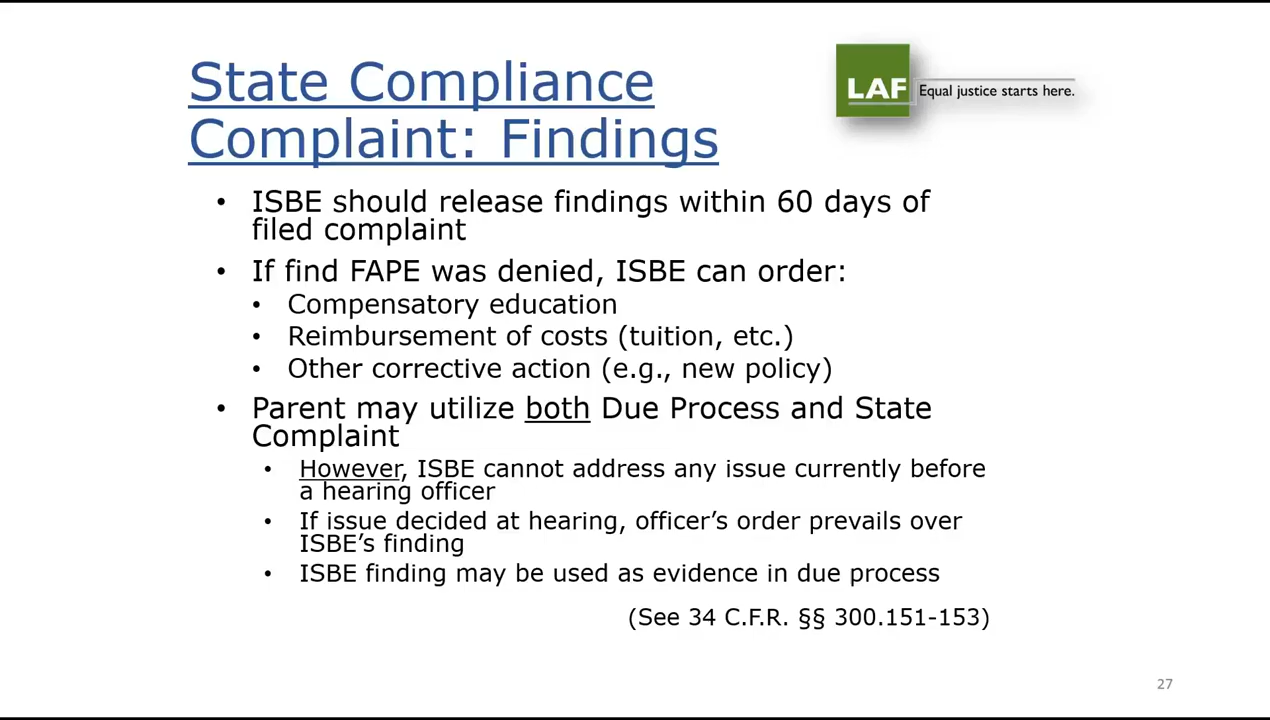 State Compliance
Complaint: Findings
LAF
Equal justice starts here.
• ISBE should release findings within 60 days of
filed complaint
• If find FAPE was denied, ISBE can order:
• Compensatory education
• Reimbursement of costs (tuition, etc.)
• Other corrective action (e.g., new policy)
• Parent may utilize both Due Process and State
Complaint
• However, ISBE cannot address any issue currently before
a hearing officer
• If issue decided at hearing, officer’s order prevails over
ISBE’s finding
• ISBE finding may be used as evidence in due process
(See 34 C.F.R. §§ 300.151-153)
27